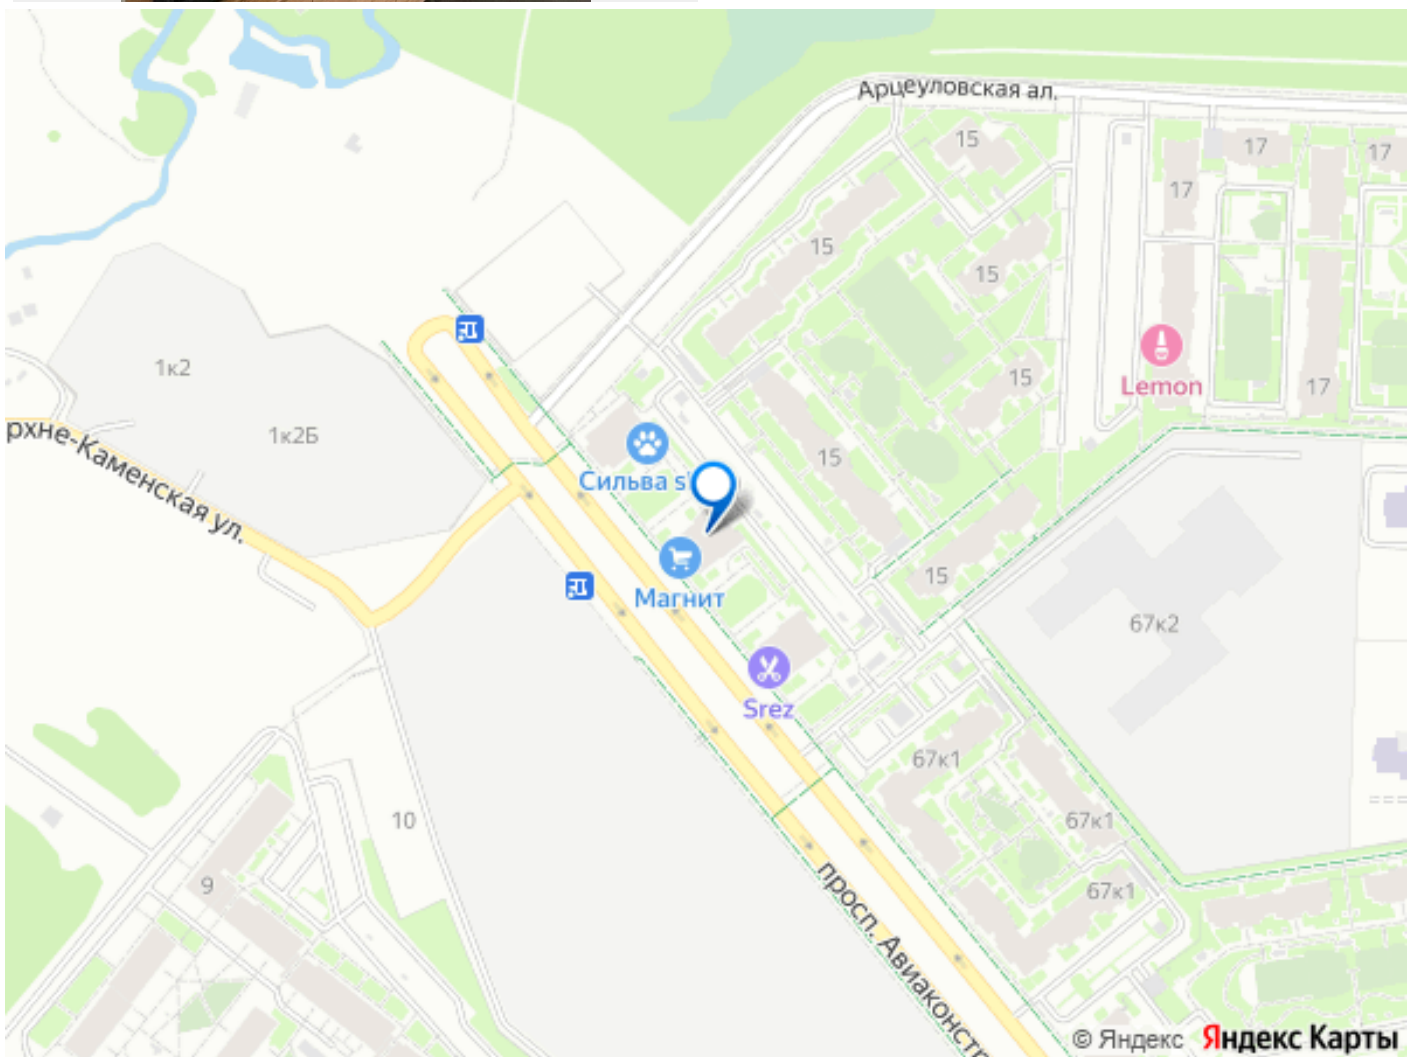 Арцеуловская ал.
15
17
17
17
15
15
Lemon
15
17
1к2
1к2Б
рхне-Каменская ул.
Сильва s
15
Магнит
15
67к2
Srez
67к1
67к1
67к1
10
9
просп. Авиаконстр
© Яндекс Яндекс Карты